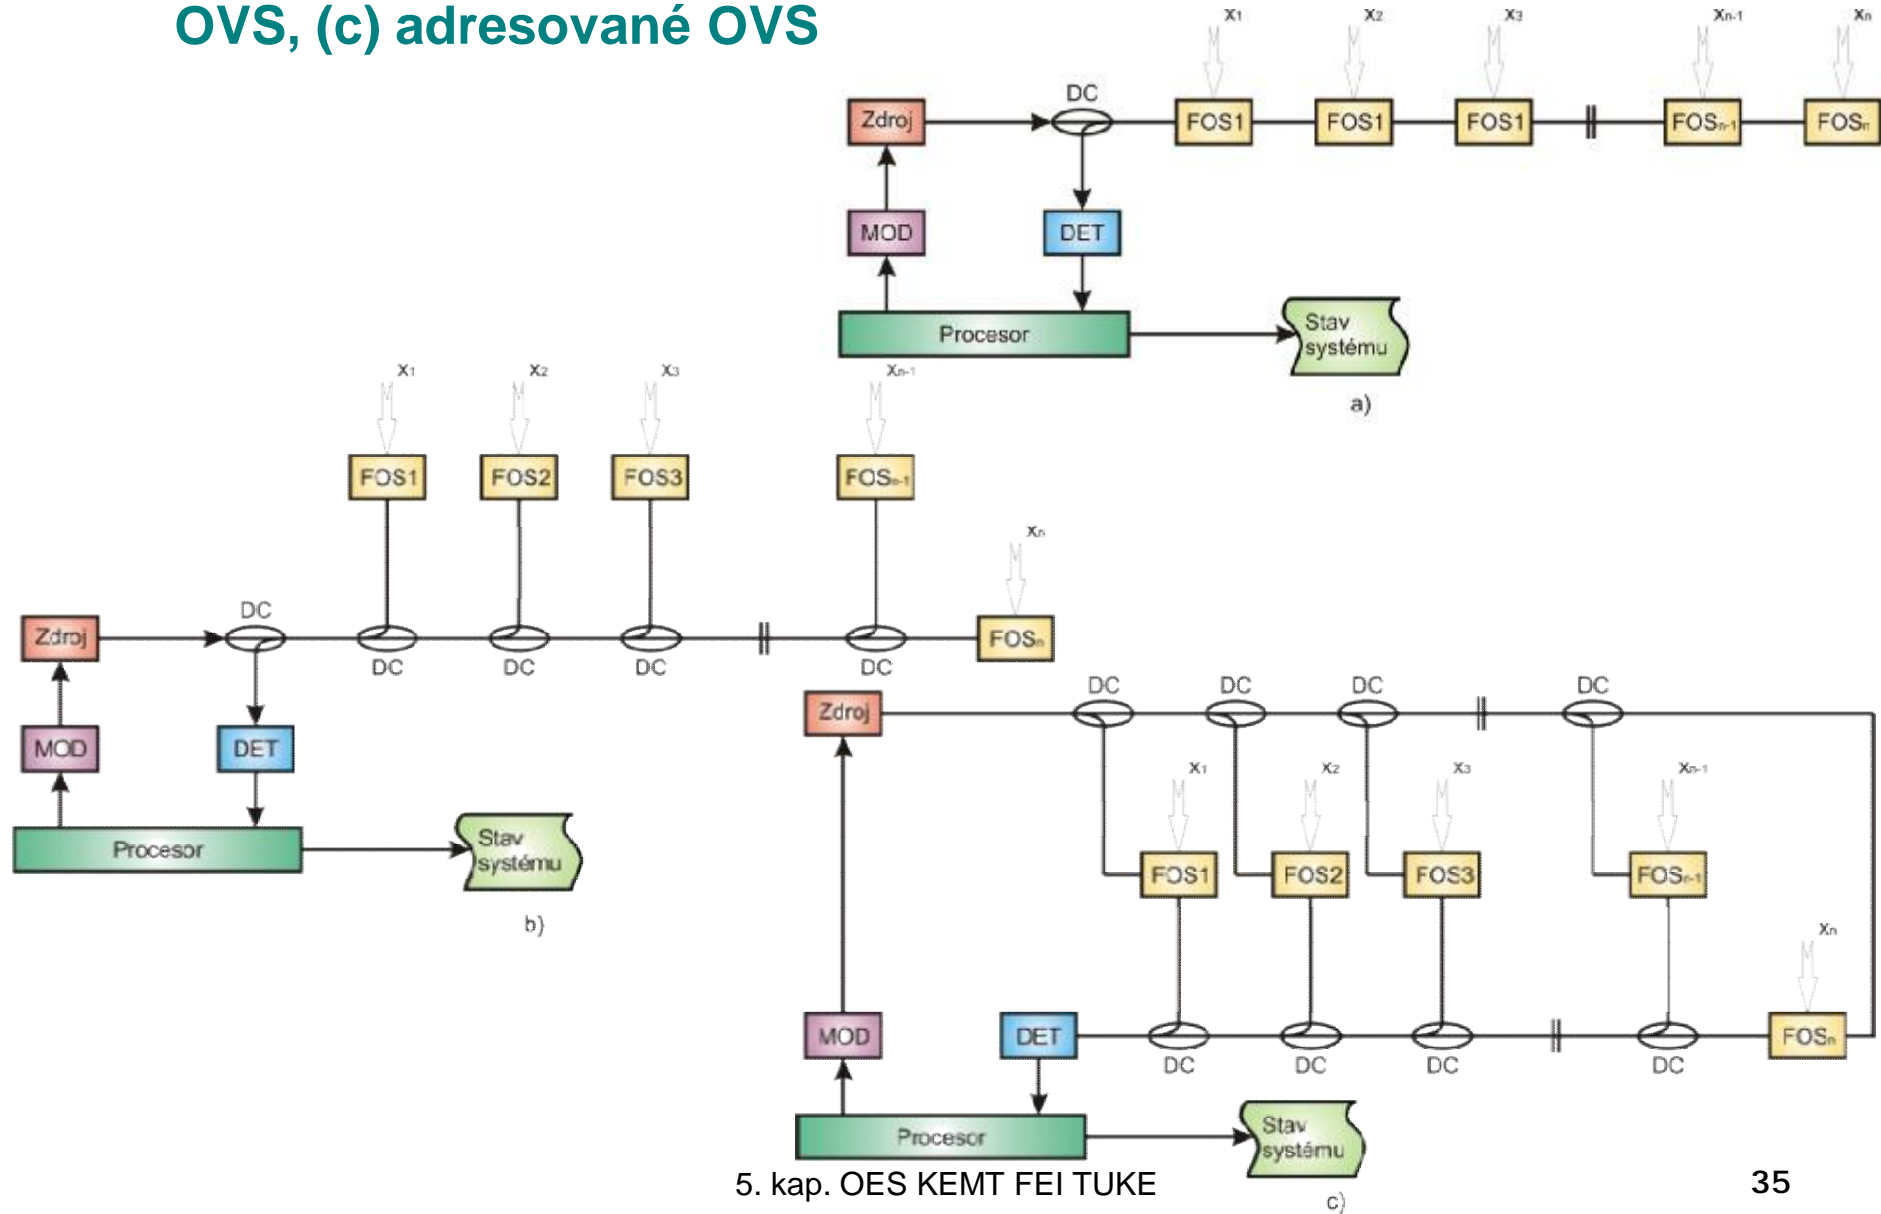 OVS, (c) adresované OVS
x1 x2 x3 xn-1 xn
DC
Zdroj FOS1 FOS1 FOS1 FOSn-1 FOSn
MOD DET
Procesor
Stav
systému
a)
x1 x2 x3 xn-1
FOS1 FOS2 FOS3 FOSn-1
xn
DC
Zdroj FOSn
DC DC DC DC
MOD DET
Procesor
Stav
systému
b)
DC DC DC DC
Zdroj
x1 x2 x3 xn-1
FOS1 FOS2 FOS3 FOSn-1
xn
MOD DET FOSn
DC DC DC DC
Procesor
Stav
systému
c)
5. kap. OES KEMT FEI TUKE
35